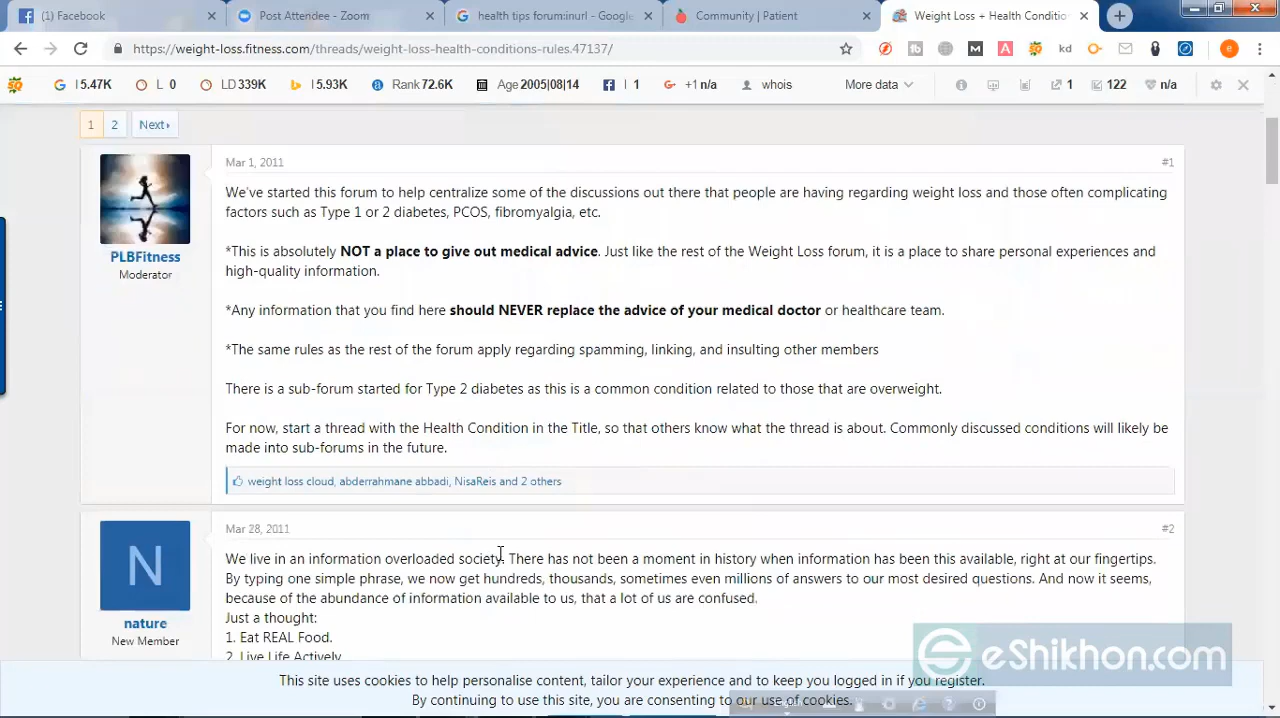 (1) Facebook
Post Attendee - Zoom
health tips forum:inurl - Google
Community | Patient
Weight Loss + Health Conditio
https://weight-loss.fitness.com/threads/weight-loss-health-conditions-rules.47137/
I 5.47K
L 0
LD 339K
I 5.93K
Rank 72.6K
Age 2005|08|14
I 1
+1 n/a
whois
More data
1
122
n/a
1
2
Next
Mar 1, 2011
#1
We've started this forum to help centralize some of the discussions out there that people are having regarding weight loss and those often complicating
factors such as Type 1 or 2 diabetes, PCOS, fibromyalgia, etc.
*This is absolutely NOT a place to give out medical advice. Just like the rest of the Weight Loss forum, it is a place to share personal experiences and
high-quality information.
PLBFitness
Moderator
*Any information that you find here should NEVER replace the advice of your medical doctor or healthcare team.
*The same rules as the rest of the forum apply regarding spamming, linking, and insulting other members
There is a sub-forum started for Type 2 diabetes as this is a common condition related to those that are overweight.
For now, start a thread with the Health Condition in the Title, so that others know what the thread is about. Commonly discussed conditions will likely be
made into sub-forums in the future.
weight loss cloud, abderrahmane abbadi, NisaReis and 2 others
Mar 28, 2011
#2
N
nature
New Member
We live in an information overloaded society. There has not been a moment in history when information has been this available, right at our fingertips.
By typing one simple phrase, we now get hundreds, thousands, sometimes even millions of answers to our most desired questions. And now it seems,
because of the abundance of information available to us, that a lot of us are confused.
Just a thought:
1. Eat REAL Food.
2. Live Life Actively
eShikhon.com
This site uses cookies to help personalise content, tailor your experience and to keep you logged in if you register.
By continuing to use this site, you are consenting to our use of cookies.